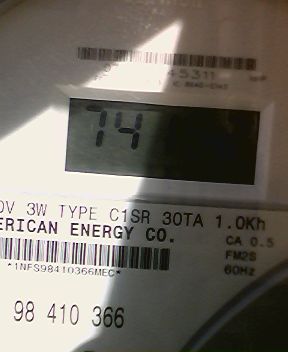 45311
74
0V 3W TYPE C1SR 30TA 1.0Kh
ERICAN ENERGY CO.
CA 0.5
FM2S
60Hz
*1NFS98410366MEC*
98 410 366